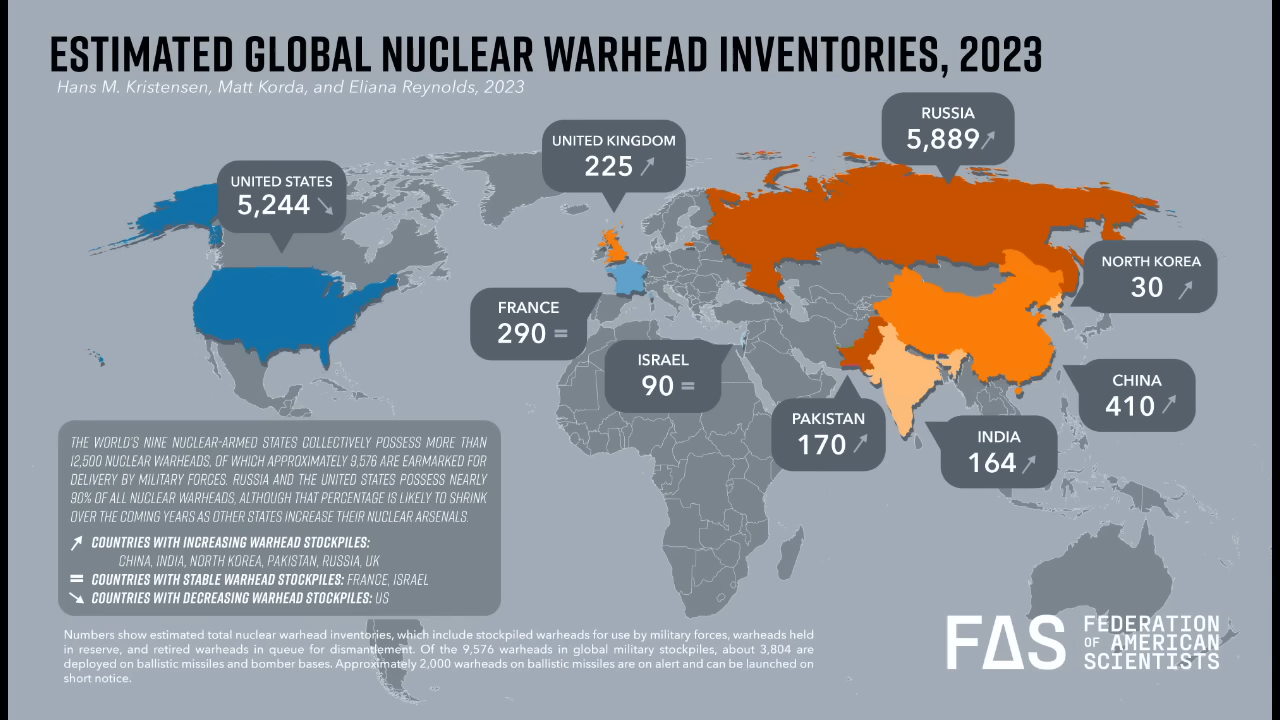 ESTIMATED GLOBAL NUCLEAR WARHEAD INVENTORIES, 2023
Hans M. Kristensen, Matt Korda, and Eliana Reynolds, 2023
RUSSIA
5,889
UNITED KINGDOM
225
UNITED STATES
5,244
NORTH KOREA
30
FRANCE
290 =
ISRAEL
90 =
CHINA
410
PAKISTAN
170
INDIA
164
THE WORLD'S NINE NUCLEAR-ARMED STATES COLLECTIVELY POSSESS MORE THAN
12,500 NUCLEAR WARHEADS, OF WHICH APPROXIMATELY 9,576 ARE EARMARKED FOR
DELIVERY BY MILITARY FORCES. RUSSIA AND THE UNITED STATES POSSESS NEARLY
90% OF ALL NUCLEAR WARHEADS, ALTHOUGH THAT PERCENTAGE IS LIKELY TO SHRINK
OVER THE COMING YEARS AS OTHER STATES INCREASE THEIR NUCLEAR ARSENALS.
COUNTRIES WITH INCREASING WARHEAD STOCKPILES:
CHINA, INDIA, NORTH KOREA, PAKISTAN, RUSSIA, UK
= COUNTRIES WITH STABLE WARHEAD STOCKPILES: FRANCE, ISRAEL
COUNTRIES WITH DECREASING WARHEAD STOCKPILES: US
Numbers show estimated total nuclear warhead inventories, which include stockpiled warheads for use by military forces, warheads held
in reserve, and retired warheads in queue for dismantlement. Of the 9,576 warheads in global military stockpiles, about 3,804 are
deployed on ballistic missiles and bomber bases. Approximately 2,000 warheads on ballistic missiles are on alert and can be launched on
short notice.
FAS
FEDERATION
OF AMERICAN
SCIENTISTS